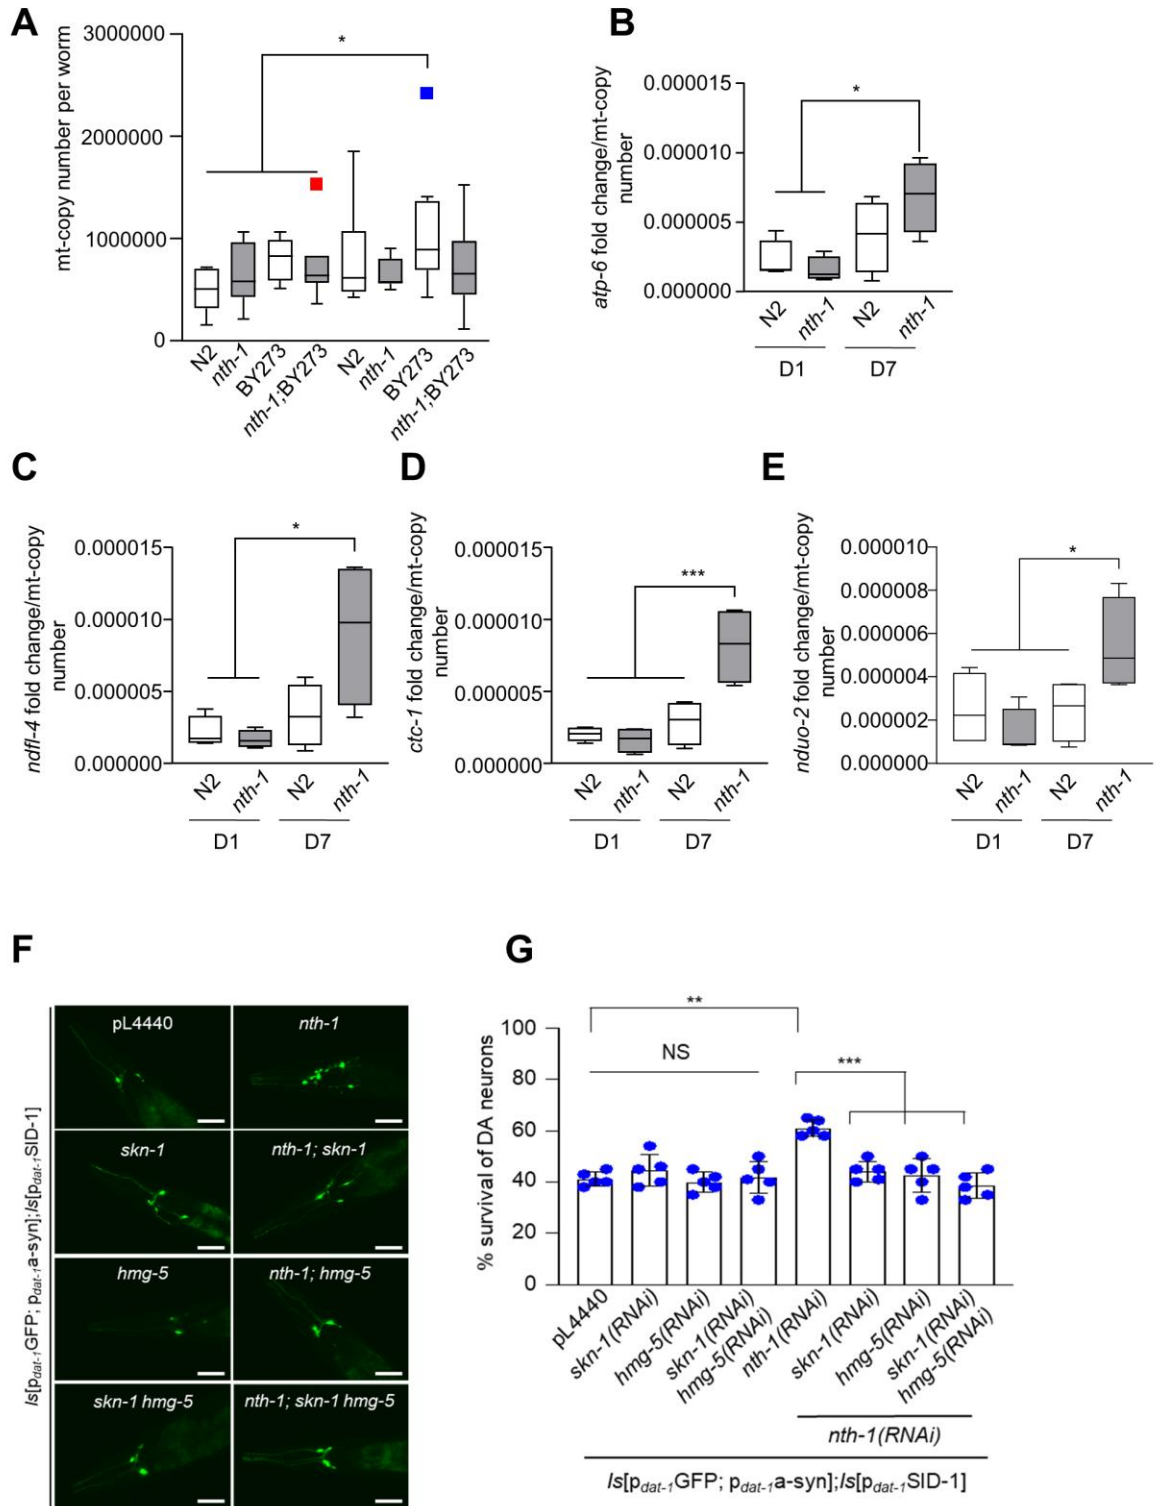 A
mt-copy number per worm
3000000
2000000
1000000
0
*
N2
nth-1
BY273
nth-1;BY273
N2
nth-1
BY273
nth-1;BY273
B
atp-6 fold change/mt-copy
number
0.000015
0.000010
0.000005
0.000000
*
N2
nth-1
N2
nth-1
D1
D7
C
ndfl-4 fold change/mt-copy
number
0.000015
0.000010
0.000005
0.000000
*
N2
nth-1
N2
nth-1
D1
D7
D
ctc-1 fold change/mt-copy
number
0.000015
0.000010
0.000005
0.000000
***
N2
nth-1
N2
nth-1
D1
D7
E
nduo-2 fold change/mt-copy
number
0.000010
0.000008
0.000006
0.000004
0.000002
0.000000
*
N2
nth-1
N2
nth-1
D1
D7
F
Is[pdat-1GFP; pdat-1a-syn];Is[pdat-1SID-1]
pL4440
nth-1
skn-1
nth-1; skn-1
hmg-5
nth-1; hmg-5
skn-1 hmg-5
nth-1; skn-1 hmg-5
G
% survival of DA neurons
100
80
60
40
20
0
**
NS
***
pL4440
skn-1(RNAi)
hmg-5(RNAi)
skn-1(RNAi)
hmg-5(RNAi)
nth-1(RNAi)
skn-1(RNAi)
hmg-5(RNAi)
skn-1(RNAi)
hmg-5(RNAi)
nth-1(RNAi)
Is[pdat-1GFP; pdat-1a-syn];Is[pdat-1SID-1]